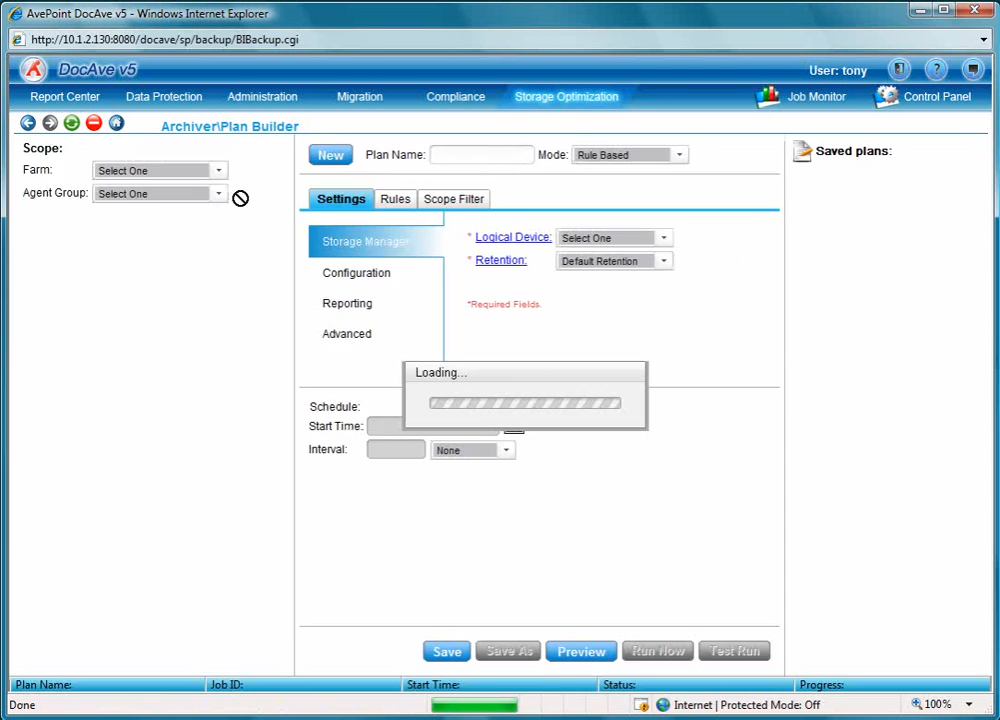 AvePoint DocAve v5 - Windows Internet Explorer
http://10.1.2.130:8080/docave/sp/backup/BIBackup.cgi
DocAve v5
User: tony
?
Report Center
Data Protection
Administration
Migration
Compliance
Storage Optimization
Job Monitor
Control Panel
Archiver\Plan Builder
Scope:
Farm: Select One
Agent Group: Select One
New
Plan Name:
Mode: Rule Based
Saved plans:
Settings
Rules
Scope Filter
Storage Manager
Configuration
Reporting
Advanced
* Logical Device: Select One
* Retention: Default Retention
*Required Fields.
Loading...
Schedule:
Start Time:
Interval: None
Save
Save As
Preview
Run Now
Test Run
Plan Name:
Job ID:
Start Time:
Status:
Progress:
Done
Internet | Protected Mode: Off
100%